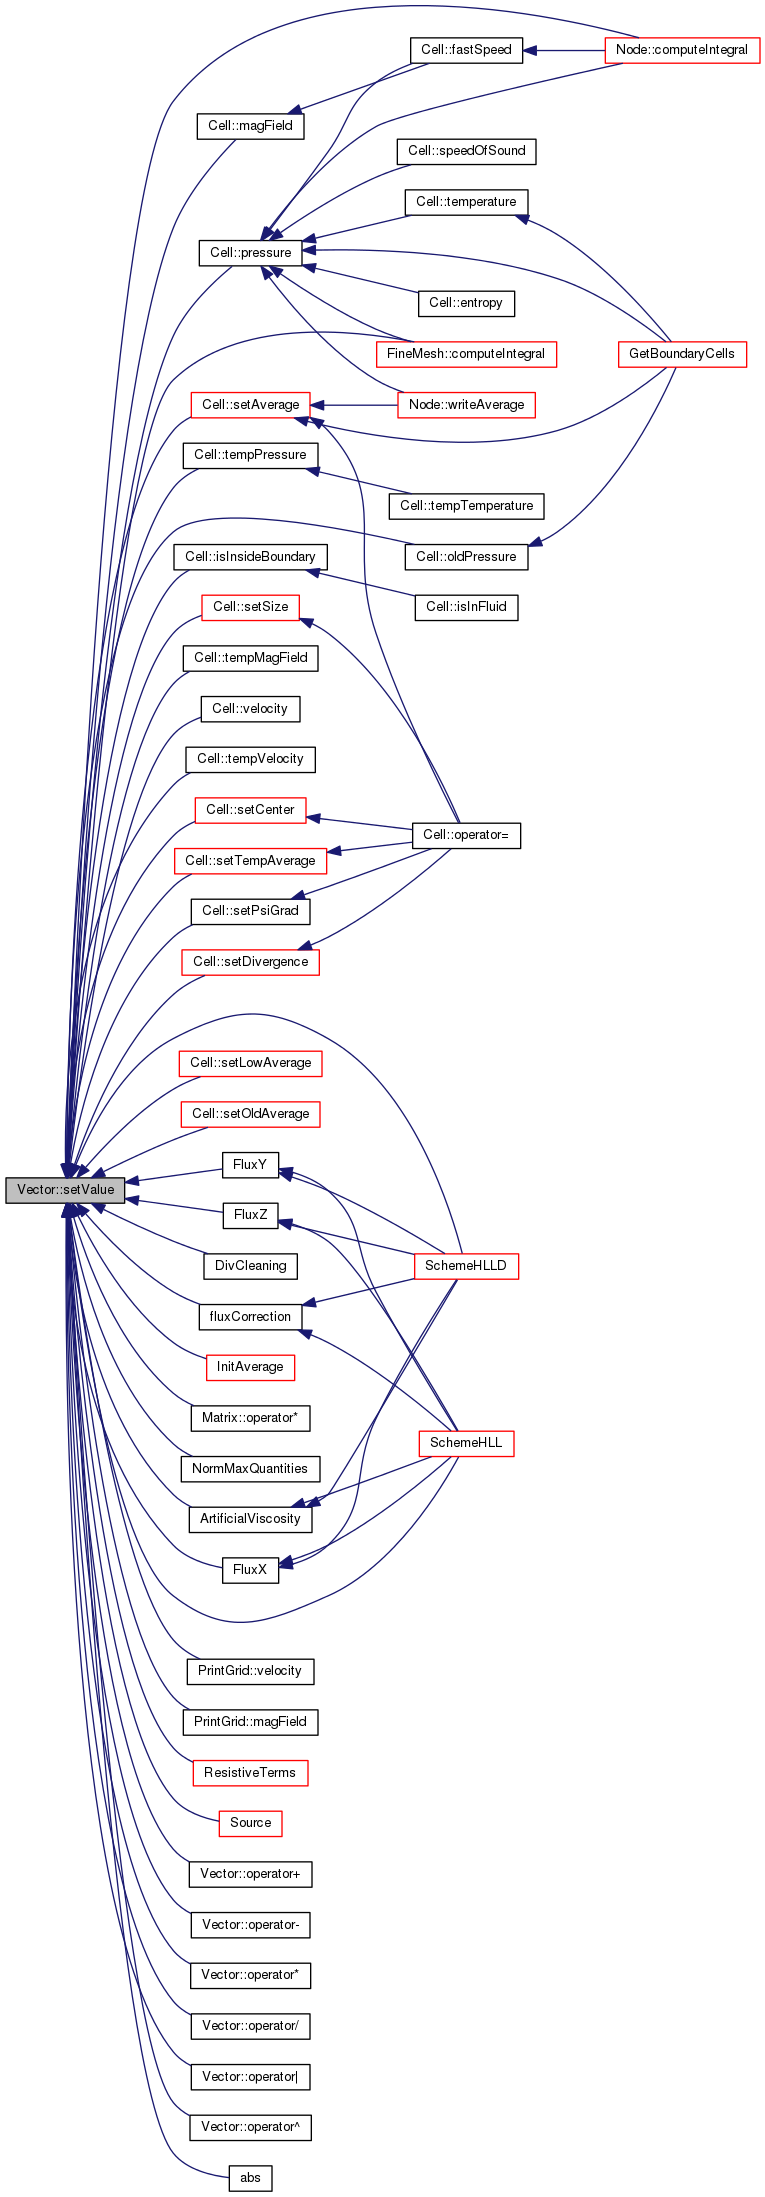 Cell::fastSpeed
Node::computeIntegral
Cell::magField
Cell::speedOfSound
Cell::temperature
Cell::pressure
Cell::entropy
FineMesh::computeIntegral
GetBoundaryCells
Cell::setAverage
Node::writeAverage
Cell::tempPressure
Cell::tempTemperature
Cell::isInsideBoundary
Cell::oldPressure
Cell::setSize
Cell::isInFluid
Cell::tempMagField
Cell::velocity
Cell::tempVelocity
Cell::setCenter
Cell::operator=
Cell::setTempAverage
Cell::setPsiGrad
Cell::setDivergence
Cell::setLowAverage
Cell::setOldAverage
FluxY
Vector::setValue
FluxZ
DivCleaning
SchemeHLLD
fluxCorrection
InitAverage
Matrix::operator*
SchemeHLL
NormMaxQuantities
ArtificialViscosity
FluxX
PrintGrid::velocity
PrintGrid::magField
ResistiveTerms
Source
Vector::operator+
Vector::operator-
Vector::operator*
Vector::operator/
Vector::operator|
Vector::operator^
abs